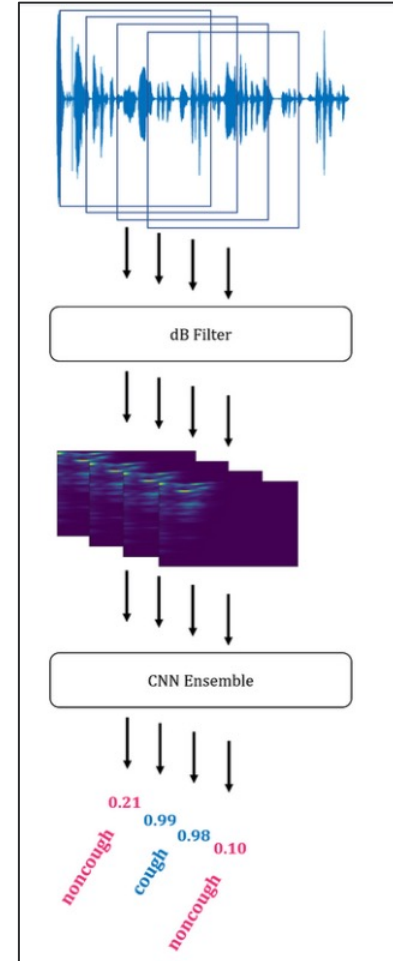 dB Filter
CNN Ensemble
0.21
0.99
0.98
0.10
noncough
cough
noncough